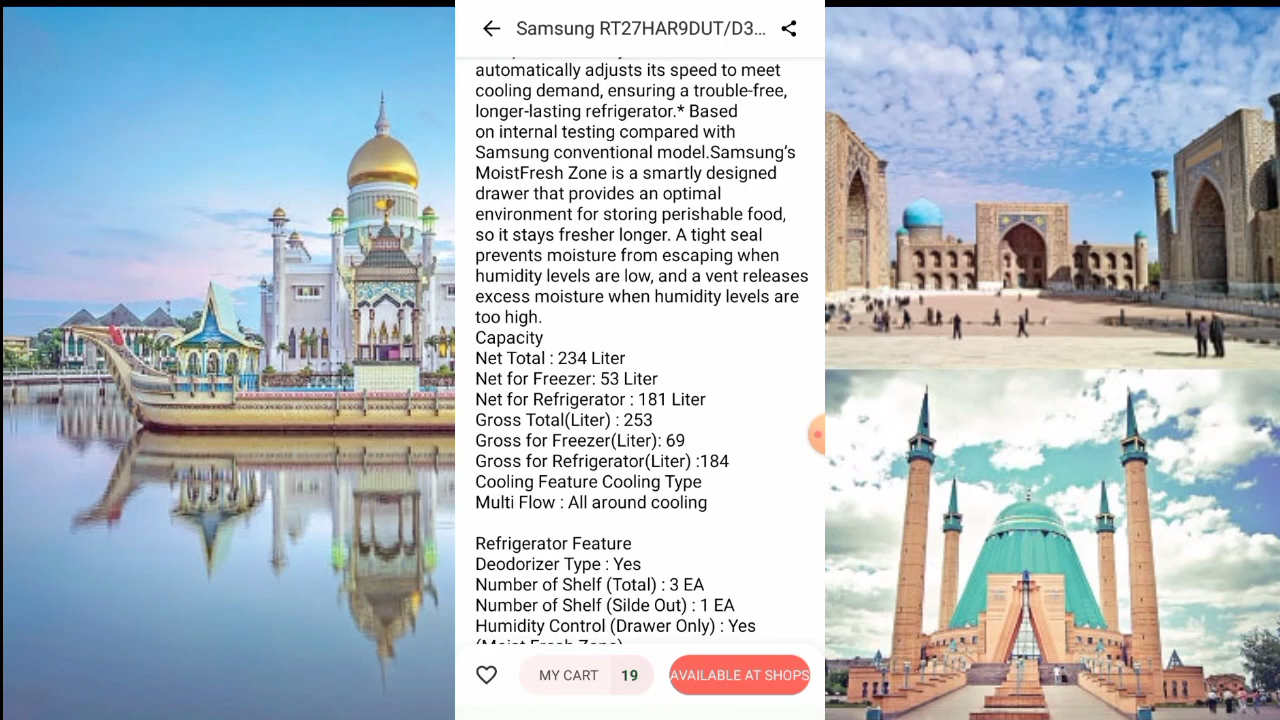 Samsung RT27HAR9DUT/D3...
automatically adjusts its speed to meet
cooling demand, ensuring a trouble-free,
longer-lasting refrigerator.* Based
on internal testing compared with
Samsung conventional model.Samsung’s
MoistFresh Zone is a smartly designed
drawer that provides an optimal
environment for storing perishable food,
so it stays fresher longer. A tight seal
prevents moisture from escaping when
humidity levels are low, and a vent releases
excess moisture when humidity levels are
too high.
Capacity
Net Total : 234 Liter
Net for Freezer: 53 Liter
Net for Refrigerator : 181 Liter
Gross Total(Liter) : 253
Gross for Freezer(Liter): 69
Gross for Refrigerator(Liter) :184
Cooling Feature Cooling Type
Multi Flow : All around cooling
Refrigerator Feature
Deodorizer Type : Yes
Number of Shelf (Total) : 3 EA
Number of Shelf (Silde Out) : 1 EA
Humidity Control (Drawer Only) : Yes
(Moist Fresh Zone)
MY CART 19
AVAILABLE AT SHOPS